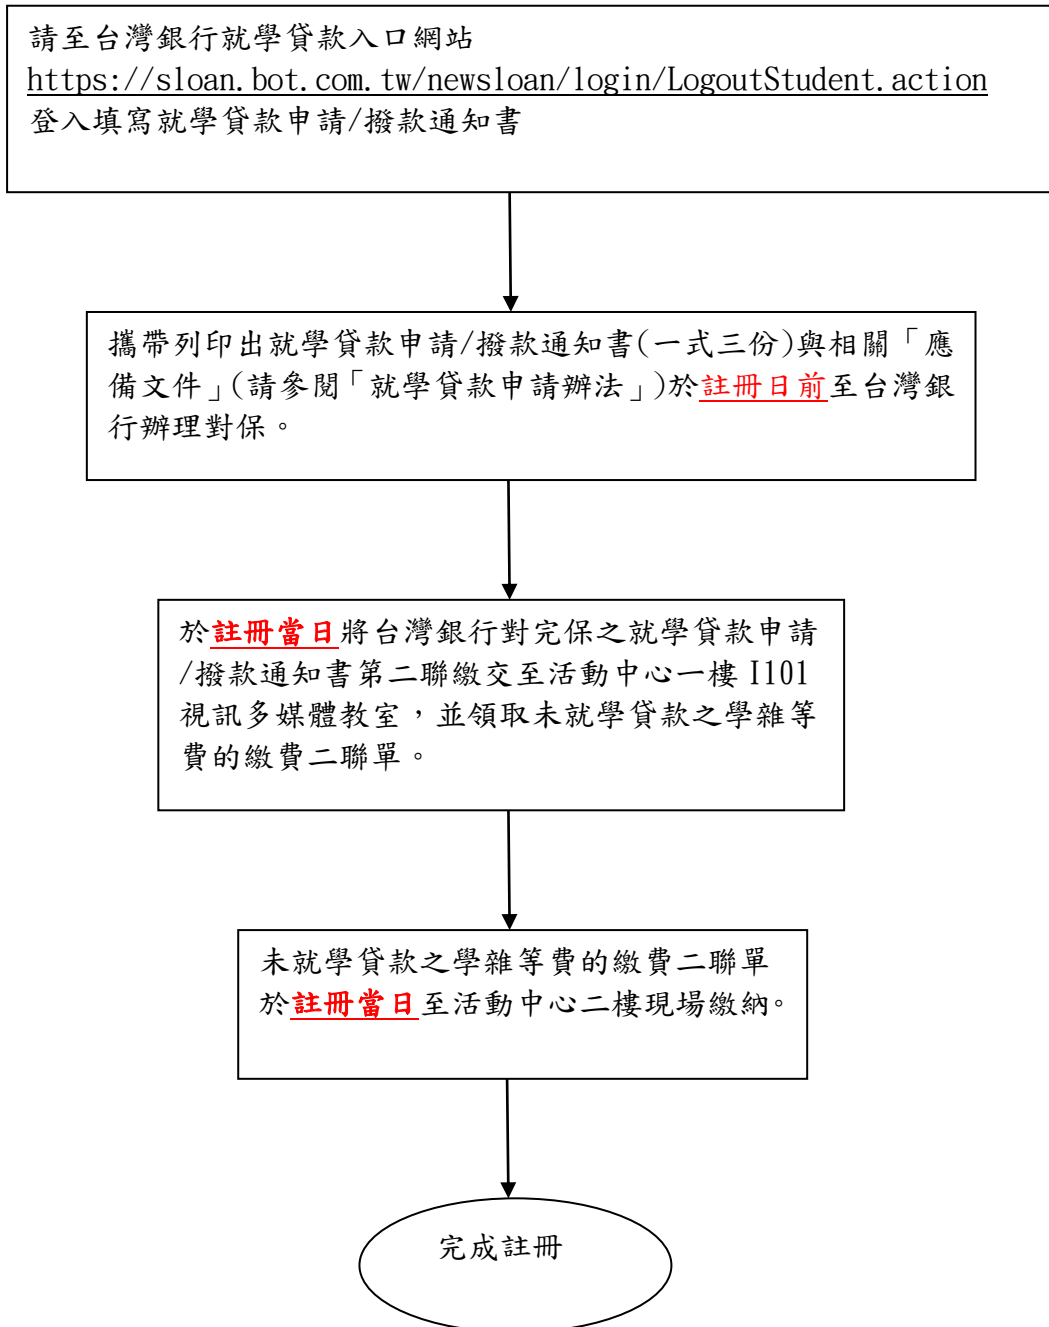 請至台灣銀行就學貸款入口網站
https://sloan.bot.com.tw/newsloan/login/LogoutStudent.action
登入填寫就學貸款申請/撥款通知書
攜帶列印出就學貸款申請/撥款通知書(一式三份)與相關「應
備文件」(請參閱「就學貸款申請辦法」)於註冊日前至台灣銀
行辦理對保。
於註冊當日將台灣銀行對完保之就學貸款申請
/撥款通知書第二聯繳交至活動中心一樓 I101
視訊多媒體教室，並領取未就學貸款之學雜等
費的繳費二聯單。
未就學貸款之學雜等費的繳費二聯單
於註冊當日至活動中心二樓現場繳納。
完成註冊